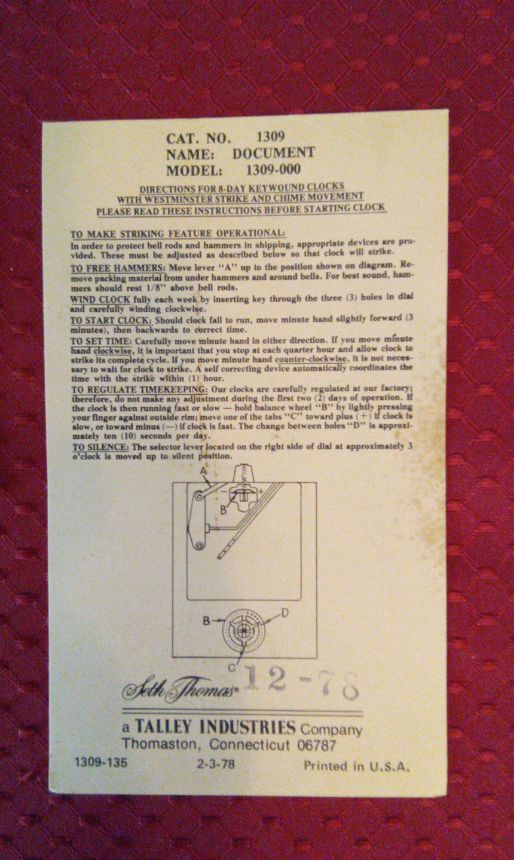 CAT. NO. 1309
NAME: DOCUMENT
MODEL: 1309-000
DIRECTIONS FOR 8-DAY KEYWOUND CLOCKS
WITH WESTMINSTER STRIKE AND CHIME MOVEMENT
PLEASE READ THESE INSTRUCTIONS BEFORE STARTING CLOCK
TO MAKE STRIKING FEATURE OPERATIONAL:
In order to protect bell rods and hammers in shipping, appropriate devices are pro-
vided. These must be adjusted as described below so that clock will strike.
TO FREE HAMMERS: Move lever "A" up to the position shown on diagram. Re-
move packing material from under hammers and around bells. For best sound, ham-
mers should rest 1/8" above bell rods.
WIND CLOCK fully each week by inserting key through the three (3) holes in dial
and carefully winding clockwise.
TO START CLOCK: Should clock fail to run, move minute hand slightly forward (3
minutes), then backwards to correct time.
TO SET TIME: Carefully move minute hand in either direction. If you move minute
hand clockwise, it is important that you stop at each quarter hour and allow clock to
strike its complete cycle. If you move minute hand counter-clockwise, it is not neces-
sary to wait for clock to strike. A self correcting device automatically coordinates the
time with the strike within (1) hour.
TO REGULATE TIMEKEEPING: Our clocks are carefully regulated at our factory;
therefore, do not make any adjustment during the first two (2) days of operation. If
the clock is then running fast or slow — hold balance wheel "B" by lightly pressing
your finger against outside rim; move one of the tabs "C" toward plus (+) if clock is
slow, or toward minus (—) if clock is fast. The change between holes "D" is approxi-
mately ten (10) seconds per day.
TO SILENCE: The selector lever located on the right side of dial at approximately 3
o'clock is moved up to silent position.
A
B
- +
B
D
C
Seth Thomas®
12-78
a TALLEY INDUSTRIES Company
Thomaston, Connecticut 06787
1309-135 2-3-78 Printed in U.S.A.